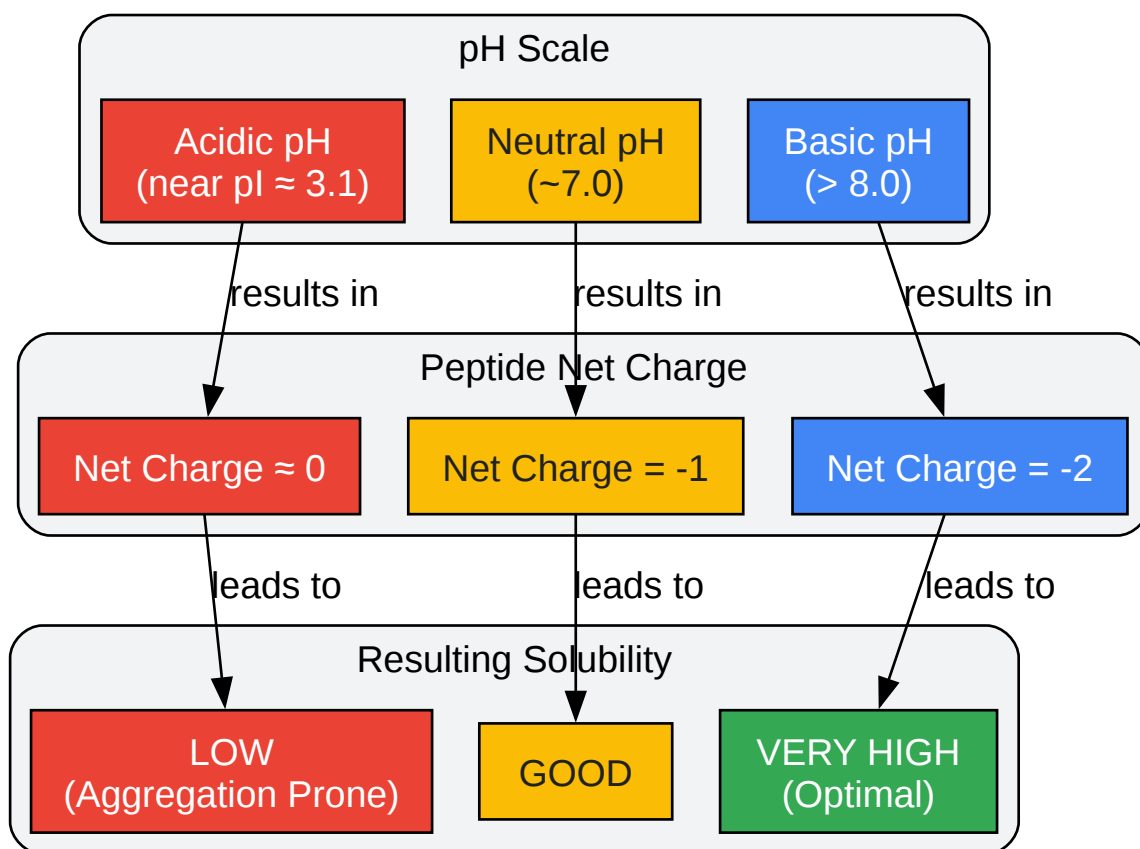 pH Scale
Acidic pH
(near pI ≈ 3.1)
Neutral pH
(~7.0)
Basic pH
(> 8.0)
results in
results in
results in
Peptide Net Charge
Net Charge ≈ 0
Net Charge = -1
Net Charge = -2
leads to
leads to
leads to
Resulting Solubility
LOW
(Aggregation Prone)
GOOD
VERY HIGH
(Optimal)